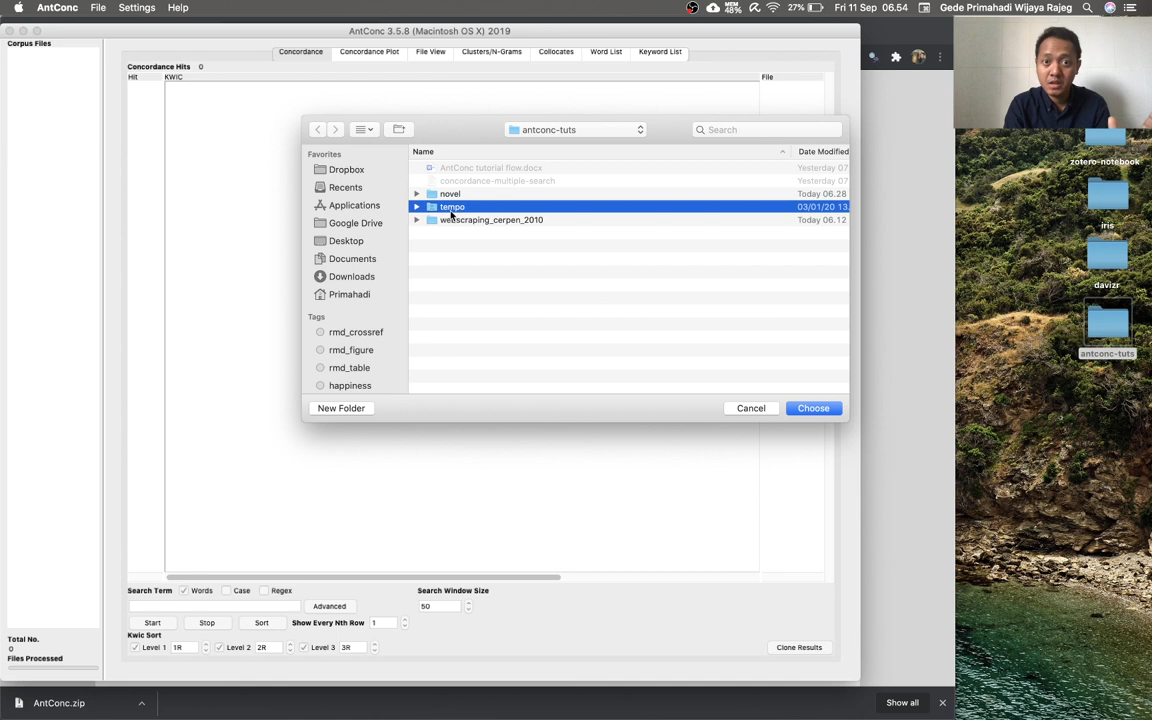 AntConc File Settings Help
MEM 48% 27% Fri 11 Sep 06.54 Gede Primahadi Wijaya Rajeg
AntConc 3.5.8 (Macintosh OS X) 2019
Corpus Files
Concordance Concordance Plot File View Clusters/N-Grams Collocates Word List Keyword List
Concordance Hits 0
Hit KWIC File
antconc-tuts
Search
Favorites
Dropbox
Recents
Applications
Google Drive
Desktop
Documents
Downloads
Primahadi
Tags
rmd_crossref
rmd_figure
rmd_table
happiness
Name Date Modified
AntConc tutorial flow.docx Yesterday 07
concordance-multiple-search Yesterday 07
novel Today 06.28
tempo 03/01/20 13.
webscraping_cerpen_2010 Today 06.12
New Folder Cancel Choose
Search Term Words Case Regex Search Window Size
Advanced 50
Start Stop Sort Show Every Nth Row 1
Kwic Sort
Level 1 1R Level 2 2R Level 3 3R Clone Results
Total No.
0
Files Processed
zotero-notebook
iris
davizr
antconc-tuts
AntConc.zip Show all